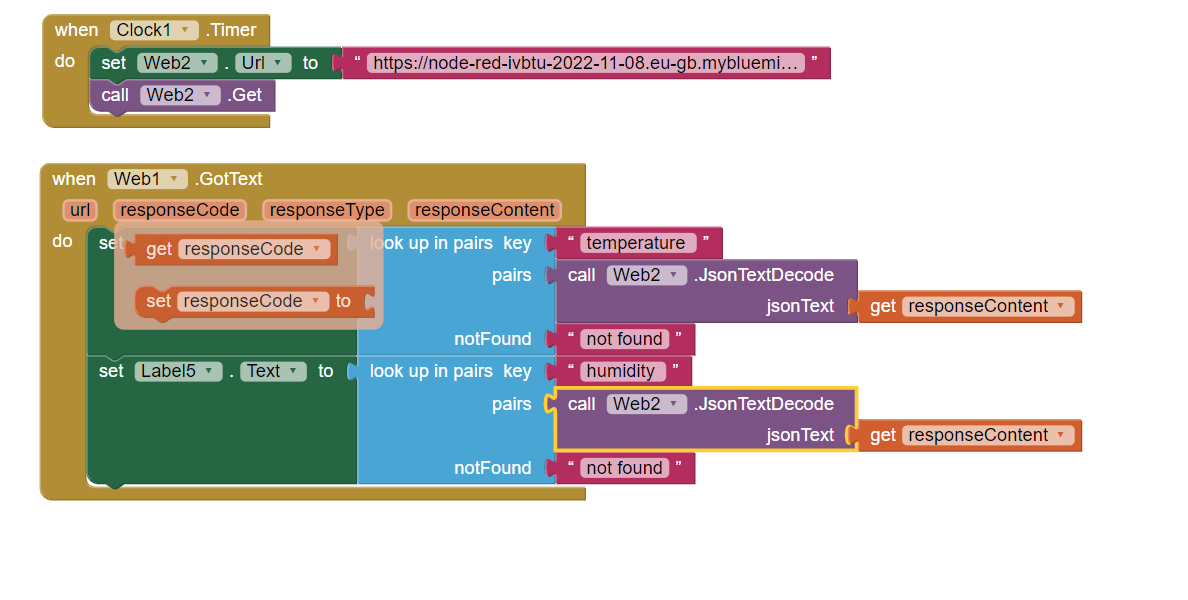 when Clock1 .Timer
do set Web2 . Url to “ https://node-red-ivbtu-2022-11-08.eu-gb.mybluemi... ”
call Web2 .Get
when Web1 .GotText
url responseCode responseType responseContent
do set look up in pairs key “ temperature ”
get responseCode
pairs call Web2 .JsonTextDecode
set responseCode to
jsonText get responseContent
notFound “ not found ”
set Label5 . Text to look up in pairs key “ humidity ”
pairs call Web2 .JsonTextDecode
jsonText get responseContent
notFound “ not found ”